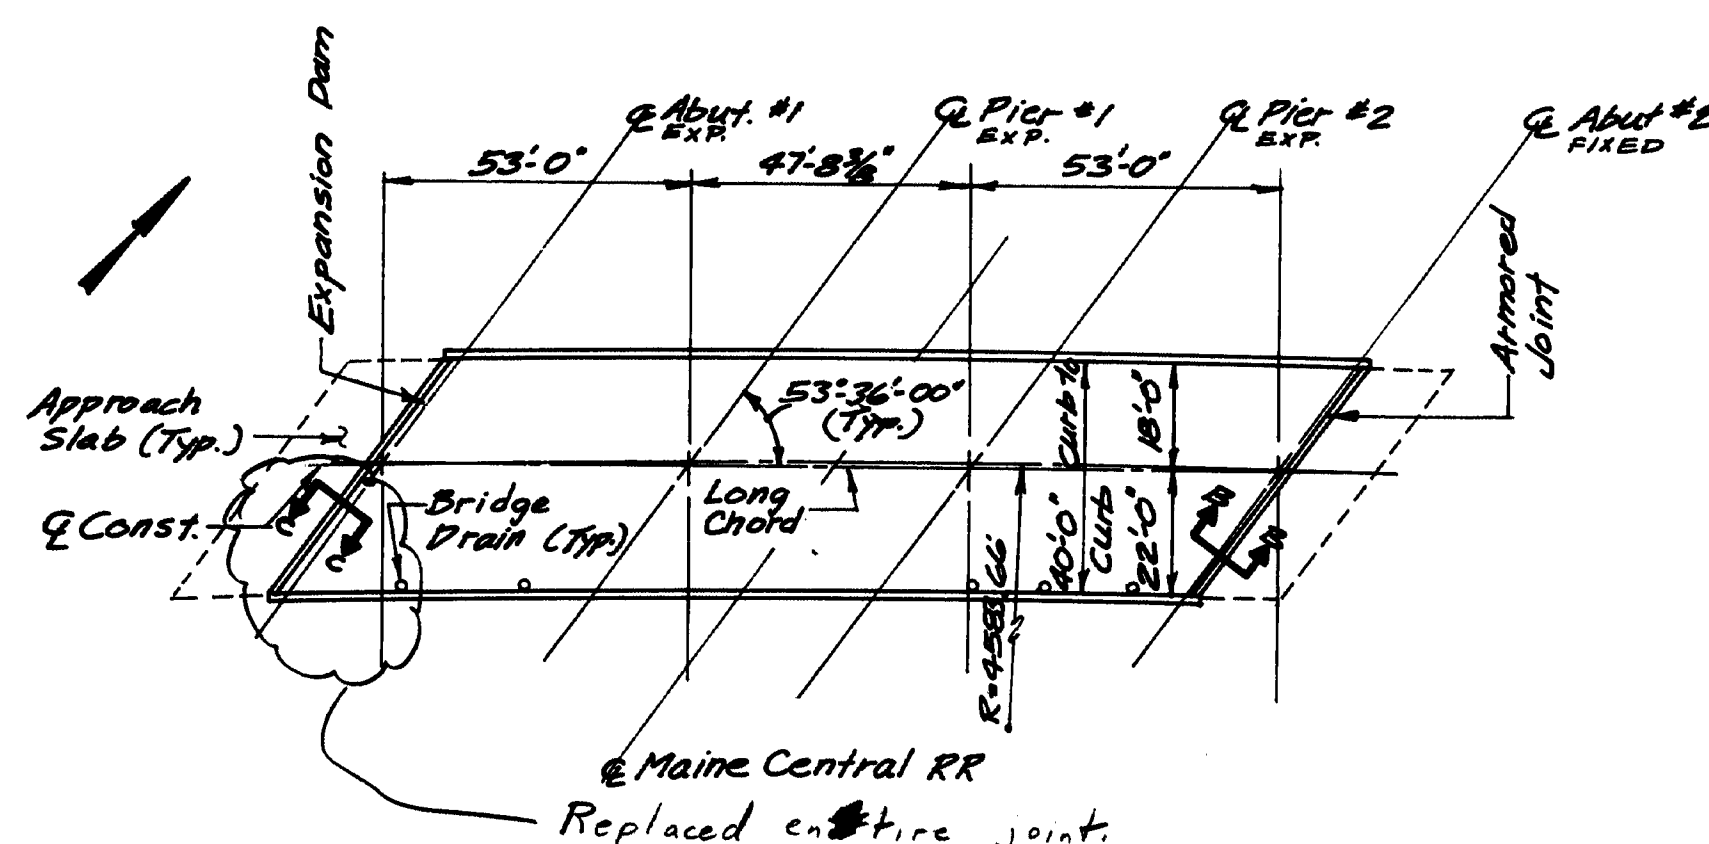 Expansion Dam
℄ Abut. #1
EXP.
℄ Pier #1
EXP.
℄ Pier #2
EXP.
℄ Abut #2
FIXED
53'-0"
47'-8⅜"
53'-0"
Armored
Joint
Approach
Slab (Typ.)
53°-36'-00"
(Typ.)
Curb to
Curb
40'-0"
18'-0"
22'-0"
℄ Const.
Bridge
Drain (Typ.)
Long
Chord
R=4583.66'
℄ Maine Central RR
Replaced entire joint.